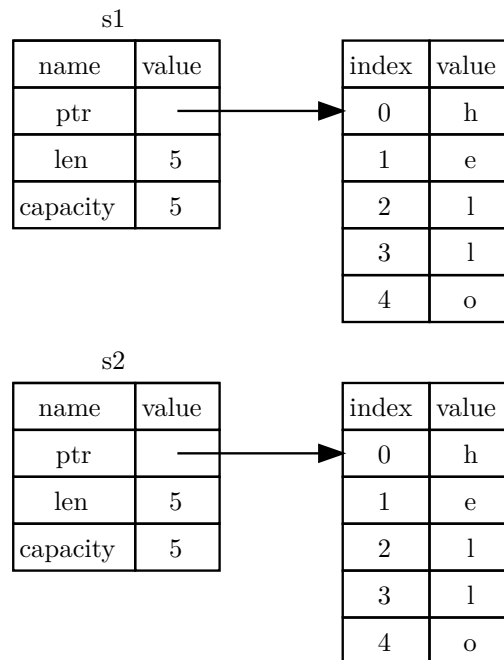 s1
name value
ptr
len 5
capacity 5
index value
0 h
1 e
2 l
3 l
4 o
s2
name value
ptr
len 5
capacity 5
index value
0 h
1 e
2 l
3 l
4 o